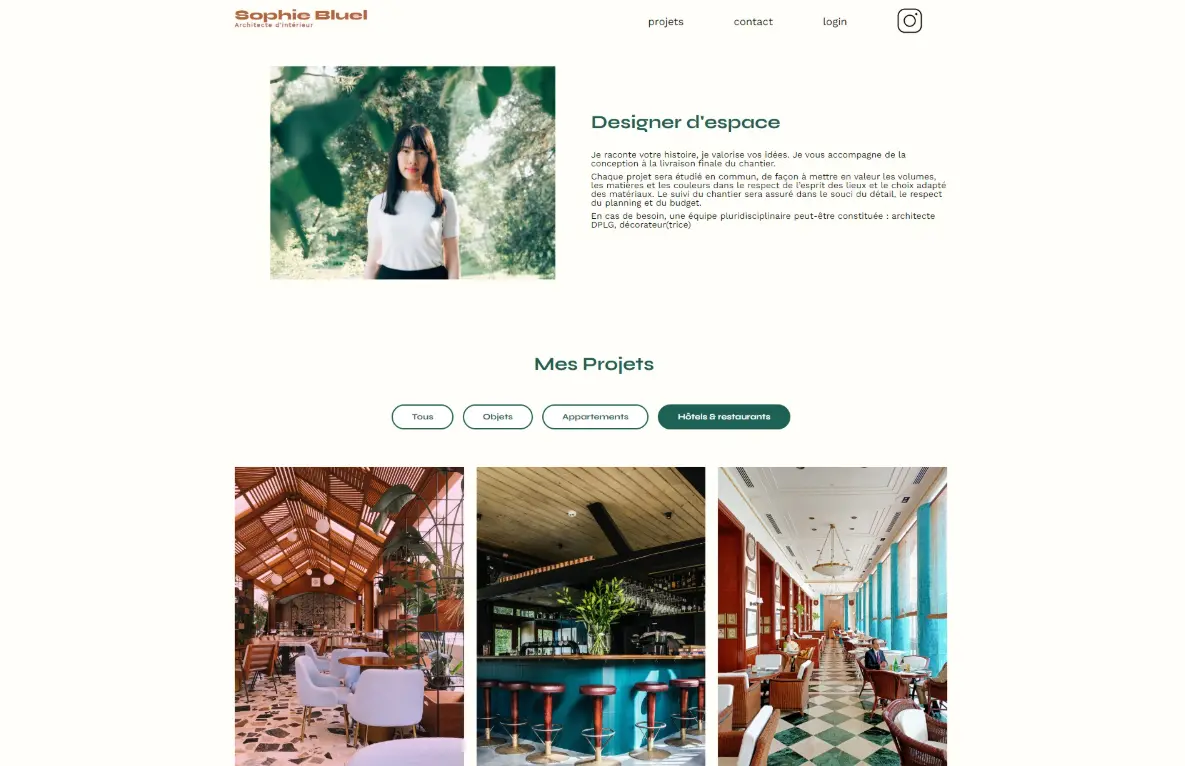 Sophie Bluel
Architecte d'intérieur
projets
contact
login
Designer d'espace
Je raconte votre histoire, je valorise vos idées. Je vous accompagne de la
conception à la livraison finale du chantier.
Chaque projet sera étudié en commun, de façon à mettre en valeur les volumes,
les matières et les couleurs dans le respect de l'esprit des lieux et le choix adapté
des matériaux. Le suivi du chantier sera assuré dans le souci du détail, le respect
du planning et du budget.
En cas de besoin, une équipe pluridisciplinaire peut-être constituée : architecte
DPLG, décorateur(trice)
Mes Projets
Tous
Objets
Appartements
Hôtels & restaurants